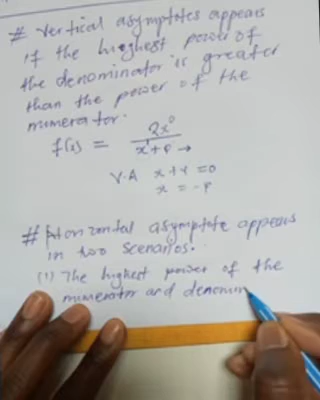 # Vertical asymptotes appears
if the highest power of
the denominator is greater
than the power of the
numerator.
f(x) = 2x⁰ / x¹+p →
V.A x+p =0
x = -p
# Horizontal asymptote appears
in two scenarios.
(1) The highest power of the
numerator and denomin